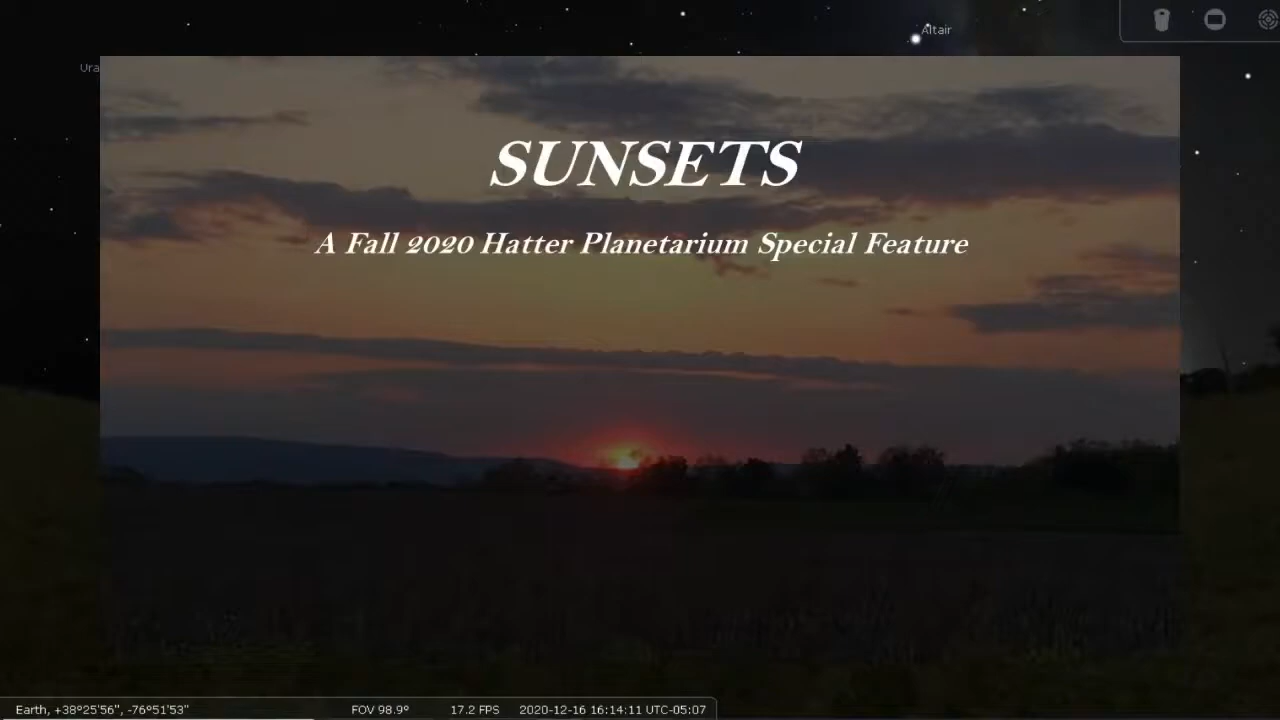 Altair
Ura
SUNSETS
A Fall 2020 Hatter Planetarium Special Feature
Earth, +38°25'56", -76°51'53" FOV 98.9° 17.2 FPS 2020-12-16 16:14:11 UTC-05:07